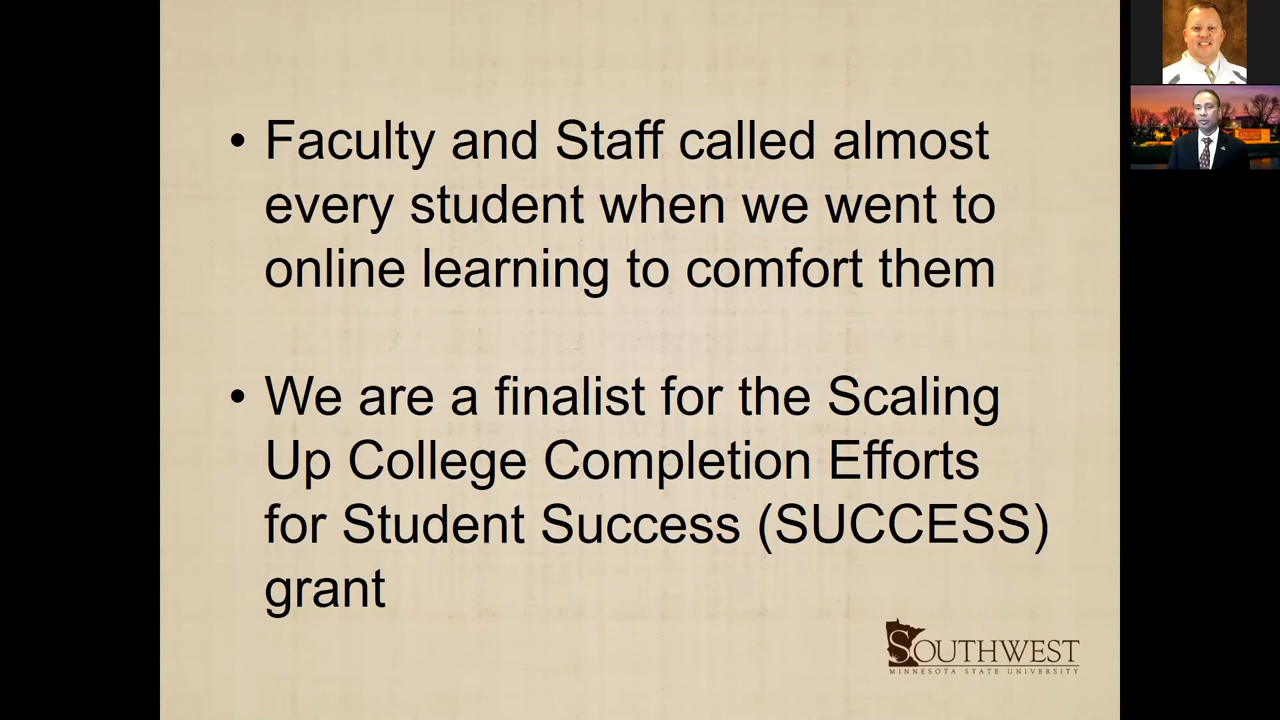 • Faculty and Staff called almost
every student when we went to
online learning to comfort them
• We are a finalist for the Scaling
Up College Completion Efforts
for Student Success (SUCCESS)
grant
SOUTHWEST
MINNESOTA STATE UNIVERSITY